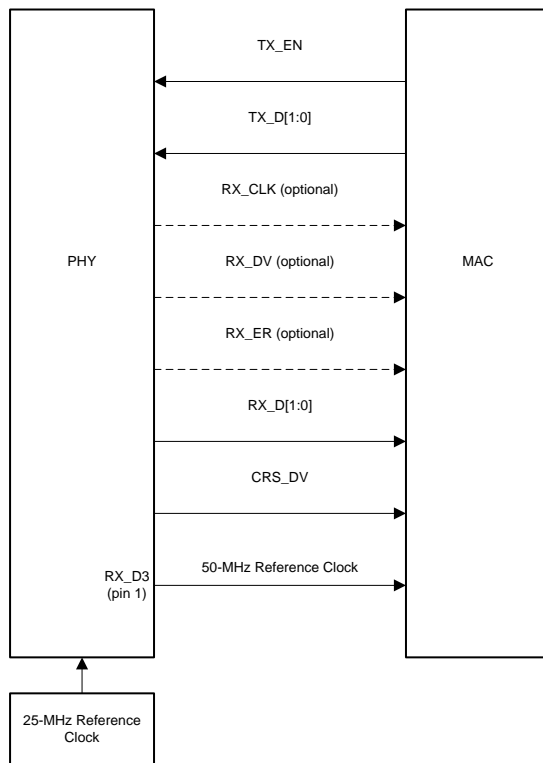 TX_EN
TX_D[1:0]
RX_CLK (optional)
PHY
RX_DV (optional)
MAC
RX_ER (optional)
RX_D[1:0]
CRS_DV
RX_D3
(pin 1)
50-MHz Reference Clock
25-MHz Reference
Clock